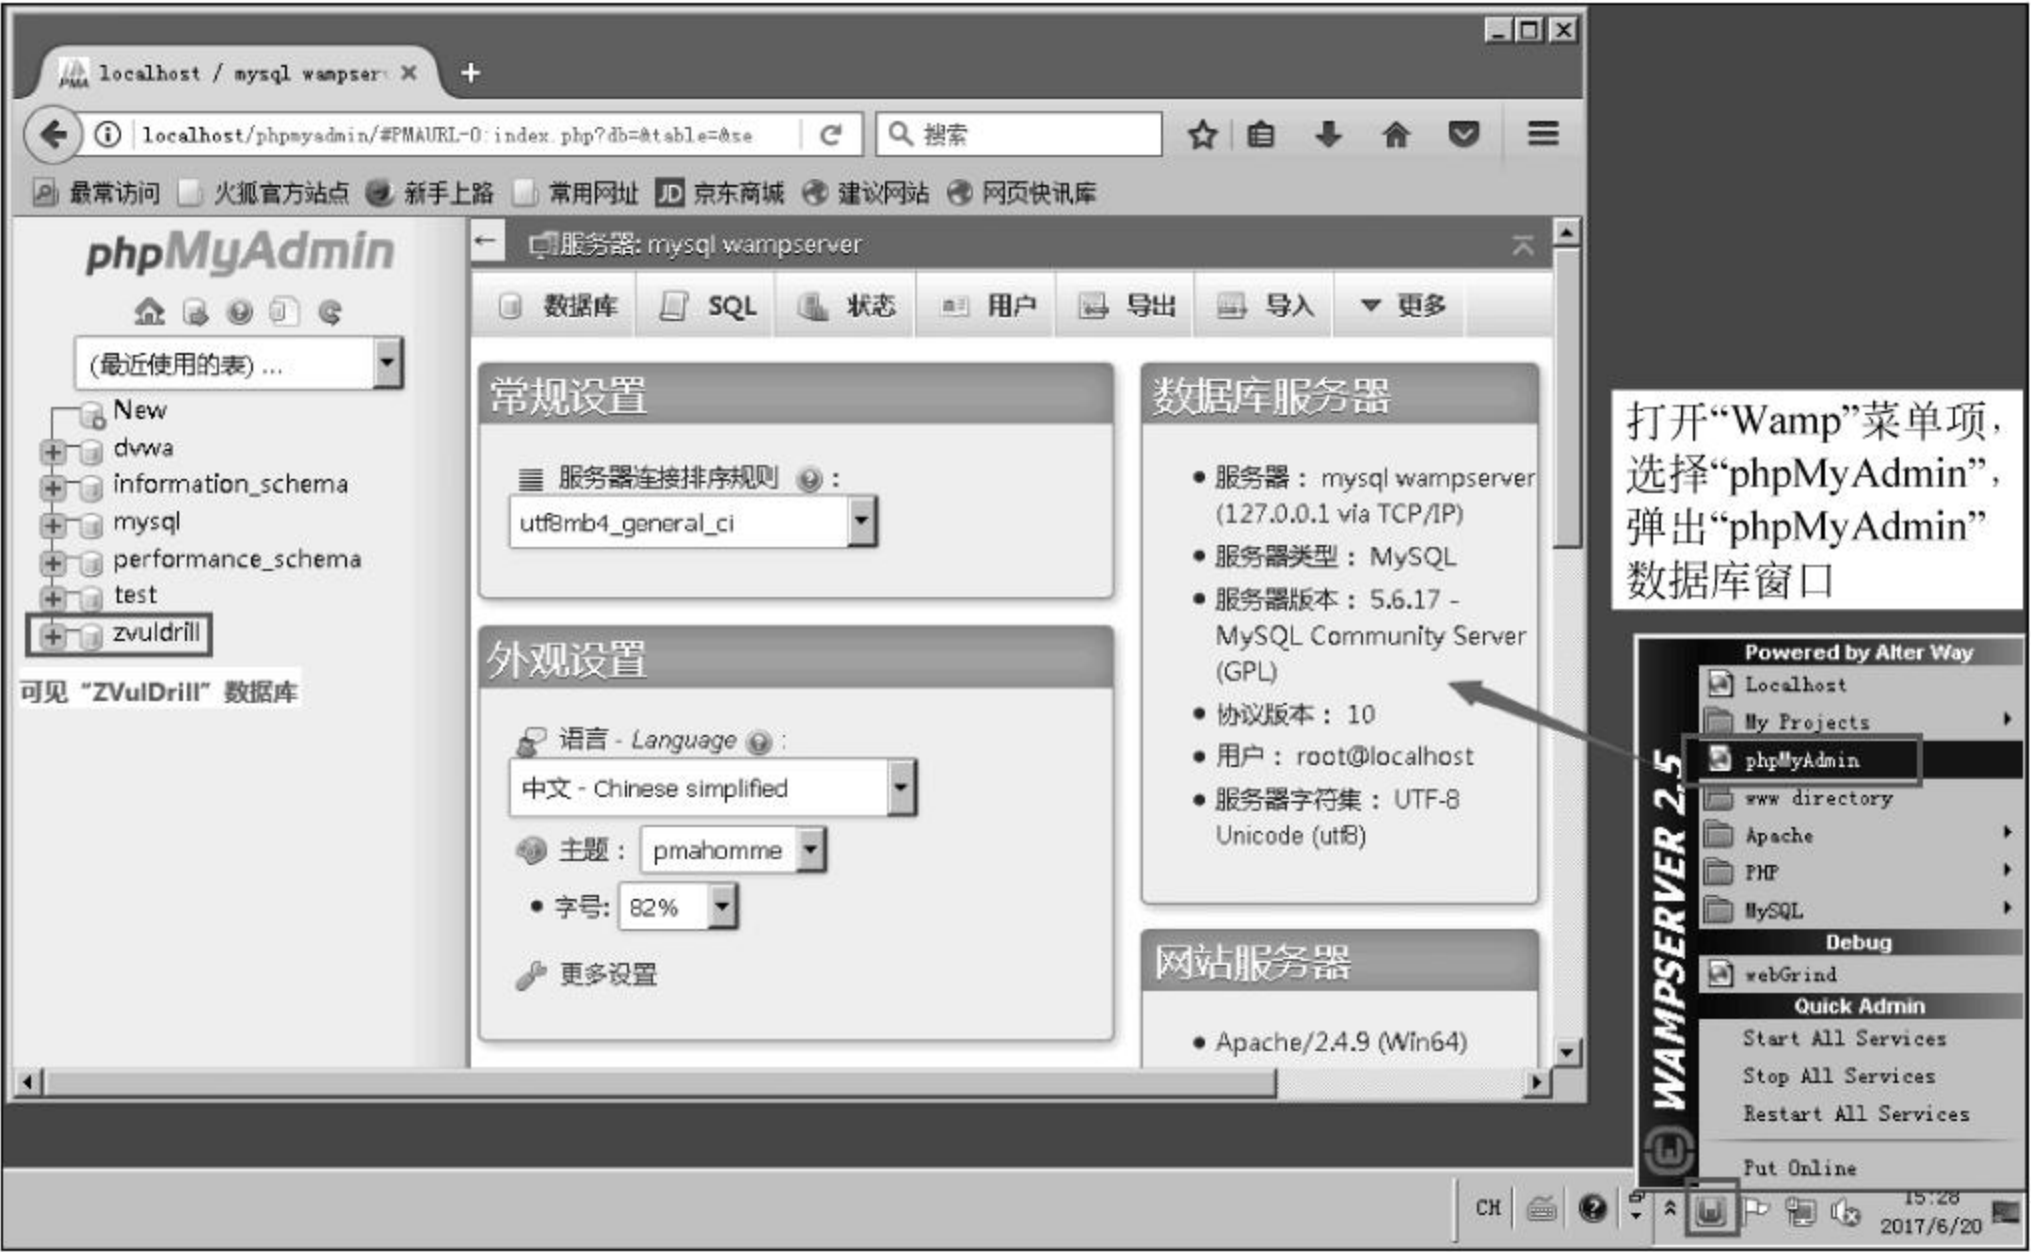 localhost / mysql wampser
localhost/phpmyadmin/#PMAURL-0:index.php?db=&table=&se
搜索
最常访问 火狐官方站点 新手上路 常用网址 JD 京东商城 建议网站 网页快讯库
phpMyAdmin
(最近使用的表) ...
New
dvwa
information_schema
mysql
performance_schema
test
zvuldrill
可见“ZVulDrill”数据库
服务器: mysql wampserver
数据库 SQL 状态 用户 导出 导入 更多
常规设置
服务器连接排序规则 :
utf8mb4_general_ci
外观设置
语言 - Language :
中文 - Chinese simplified
主题： pmahomme
• 字号: 82%
更多设置
数据库服务器
• 服务器： mysql wampserver
(127.0.0.1 via TCP/IP)
• 服务器类型： MySQL
• 服务器版本： 5.6.17 -
MySQL Community Server
(GPL)
• 协议版本： 10
• 用户： root@localhost
• 服务器字符集： UTF-8
Unicode (utf8)
网站服务器
• Apache/2.4.9 (Win64)
打开“Wamp”菜单项，
选择“phpMyAdmin”，
弹出“phpMyAdmin”
数据库窗口
WAMPSERVER 2.5
Powered by Alter Way
Localhost
My Projects
phpMyAdmin
www directory
Apache
PHP
MySQL
Debug
webGrind
Quick Admin
Start All Services
Stop All Services
Restart All Services
Put Online
CH
15:28
2017/6/20